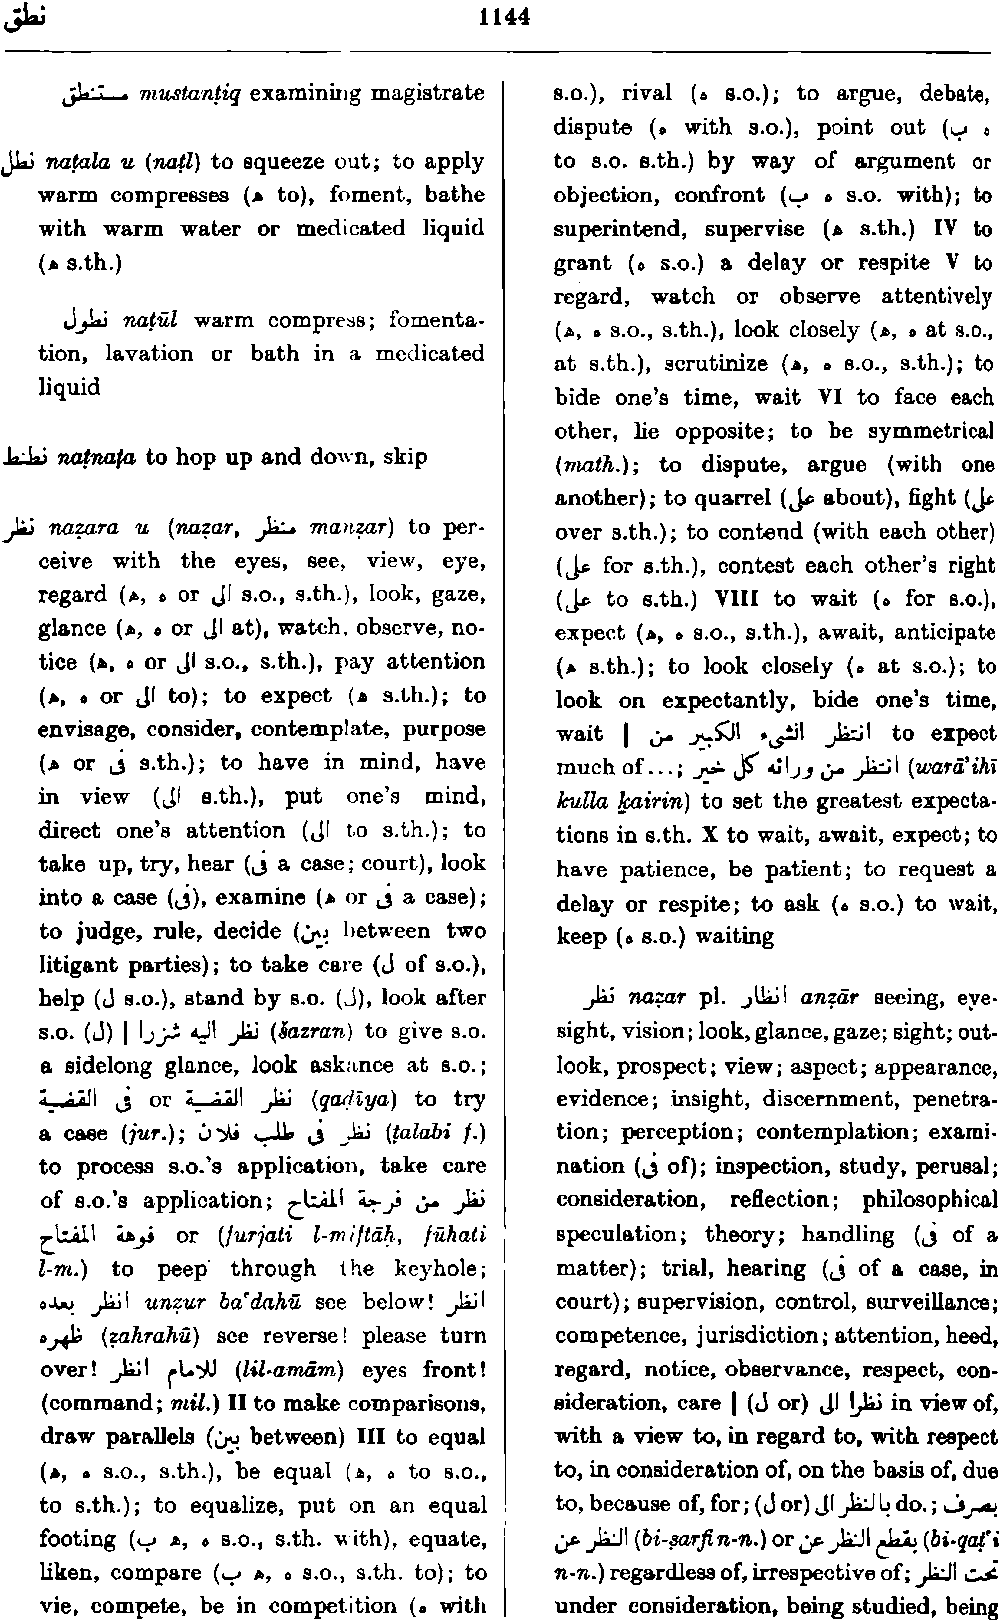 نطق
1144
مستنطق mustanṭiq examining magistrate
نطل naṭala u (naṭl) to squeeze out; to apply
warm compresses (ه to), foment, bathe
with warm water or medicated liquid
(ه s.th.)
نطول naṭūl warm compress; fomenta-
tion, lavation or bath in a medicated
liquid
نطنط naṭnaṭa to hop up and down, skip
نظر naẓara u (naẓar, منظر manẓar) to per-
ceive with the eyes, see, view, eye,
regard (ه, ه or الى s.o., s.th.), look, gaze,
glance (ه, ه or الى at), watch, observe, no-
tice (ه, ه or الى s.o., s.th.), pay attention
(ه, ه or الى to); to expect (ه s.th.); to
envisage, consider, contemplate, purpose
(ه or فى s.th.); to have in mind, have
in view (الى s.th.), put one's mind,
direct one's attention (الى to s.th.); to
take up, try, hear (فى a case; court), look
into a case (فى), examine (ه or فى a case);
to judge, rule, decide (بين between two
litigant parties); to take care (ل of s.o.),
help (ل s.o.), stand by s.o. (ل), look after
s.o. (ل) | نظر اليه شزرا (šazran) to give s.o.
a sidelong glance, look askance at s.o.;
نظر القضية or فى القضية (qaḍīya) to try
a case (jur.); نظر فى طلب فلان (ṭalabi f.)
to process s.o.'s application, take care
of s.o.'s application; نظر من فرجة المفتاح
or فوهة المفتاح (furjati l-miftāḥ, fūhati
l-m.) to peep through the keyhole;
انظر بعده unẓur ba‘dahū see below! انظر
ظهره (ẓahrahū) see reverse! please turn
over! انظر للامام (lil-amām) eyes front!
(command; mil.) II to make comparisons,
draw parallels (بين between) III to equal
(ه, ه s.o., s.th.), be equal (ه, ه to s.o.,
to s.th.); to equalize, put on an equal
footing (ه, ه ب s.o., s.th. with), equate,
liken, compare (ه, ه ب s.o., s.th. to); to
vie, compete, be in competition (ه with
s.o.), rival (ه s.o.); to argue, debate,
dispute (ه with s.o.), point out (ه ب
to s.o. s.th.) by way of argument or
objection, confront (ه ب s.o. with); to
superintend, supervise (ه s.th.) IV to
grant (ه s.o.) a delay or respite V to
regard, watch or observe attentively
(ه, ه s.o., s.th.), look closely (ه, ه at s.o.,
at s.th.), scrutinize (ه, ه s.o., s.th.); to
bide one's time, wait VI to face each
other, lie opposite; to be symmetrical
(math.); to dispute, argue (with one
another); to quarrel (على about), fight (على
over s.th.); to contend (with each other)
(على for s.th.), contest each other's right
(على to s.th.) VIII to wait (ه for s.o.),
expect (ه, ه s.o., s.th.), await, anticipate
(ه s.th.); to look closely (ه at s.o.); to
look on expectantly, bide one's time,
wait | انتظر الشىء الكبير من to expect
much of...; انتظر من ورائه كل خير (warā’ihī
kulla ḵairin) to set the greatest expecta-
tions in s.th. X to wait, await, expect; to
have patience, be patient; to request a
delay or respite; to ask (ه s.o.) to wait,
keep (ه s.o.) waiting
نظر naẓar pl. انظار anẓār seeing, eye-
sight, vision; look, glance, gaze; sight; out-
look, prospect; view; aspect; appearance,
evidence; insight, discernment, penetra-
tion; perception; contemplation; exami-
nation (فى of); inspection, study, perusal;
consideration, reflection; philosophical
speculation; theory; handling (فى of a
matter); trial, hearing (فى of a case, in
court); supervision, control, surveillance;
competence, jurisdiction; attention, heed,
regard, notice, observance, respect, con-
sideration, care | نظرا الى (or ل) in view of,
with a view to, in regard to, with respect
to, in consideration of, on the basis of, due
to, because of, for; بالنظر الى (or ل) do.; بصرف
النظر عن (bi-ṣarfi n-n.) or بقطع النظر عن (bi-qaṭ‘i
n-n.) regardless of, irrespective of; تحت النظر
under consideration, being studied, being